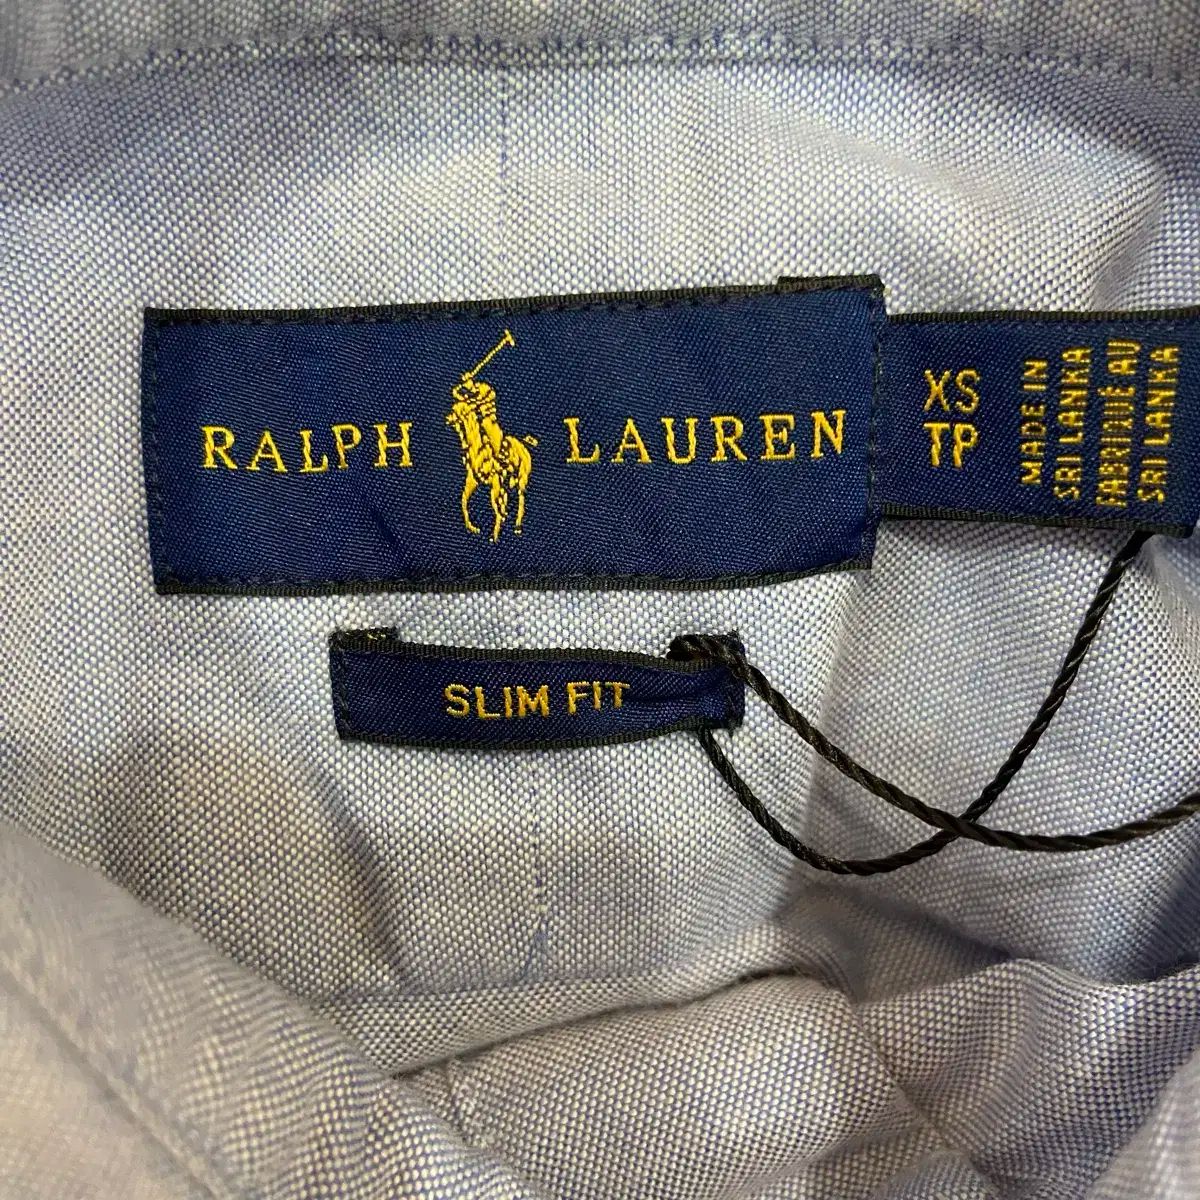 RALPH LAUREN
XS
TP
MADE IN
SRI LANKA
FABRIQUÉ AU
SRI LANKA
SLIM FIT